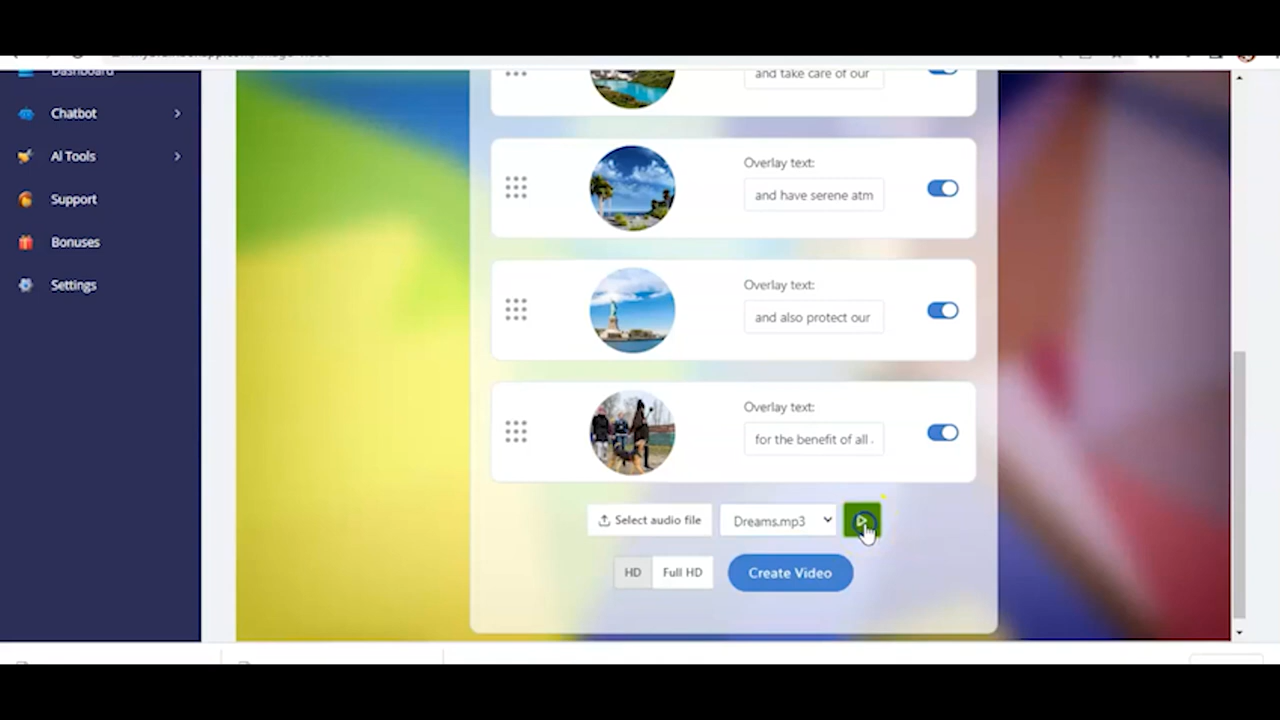 Dashboard
and take care of our
Chatbot
AI Tools
Overlay text:
and have serene atm
Support
Bonuses
Settings
Overlay text:
and also protect our
Overlay text:
for the benefit of all
Select audio file
Dreams.mp3
HD
Full HD
Create Video